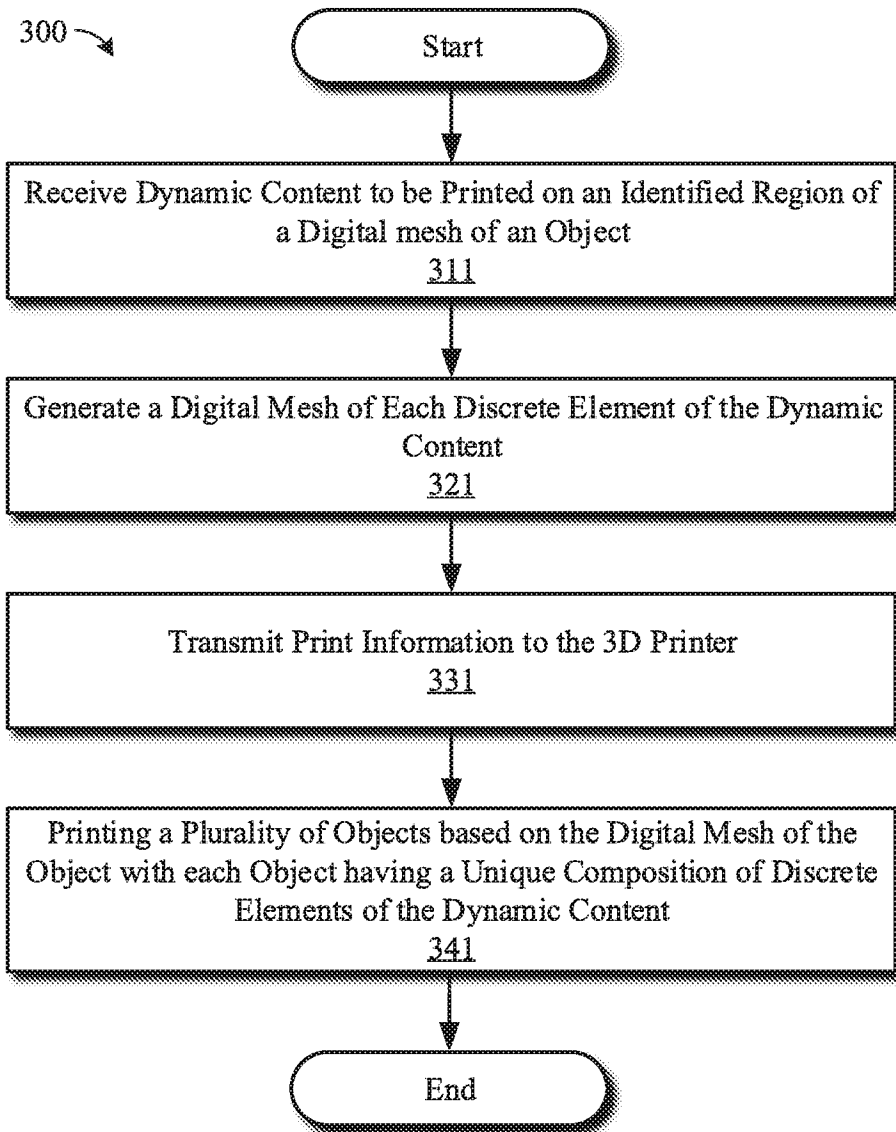 300
Start
Receive Dynamic Content to be Printed on an Identified Region of
a Digital mesh of an Object
311
Generate a Digital Mesh of Each Discrete Element of the Dynamic
Content
321
Transmit Print Information to the 3D Printer
331
Printing a Plurality of Objects based on the Digital Mesh of the
Object with each Object having a Unique Composition of Discrete
Elements of the Dynamic Content
341
End